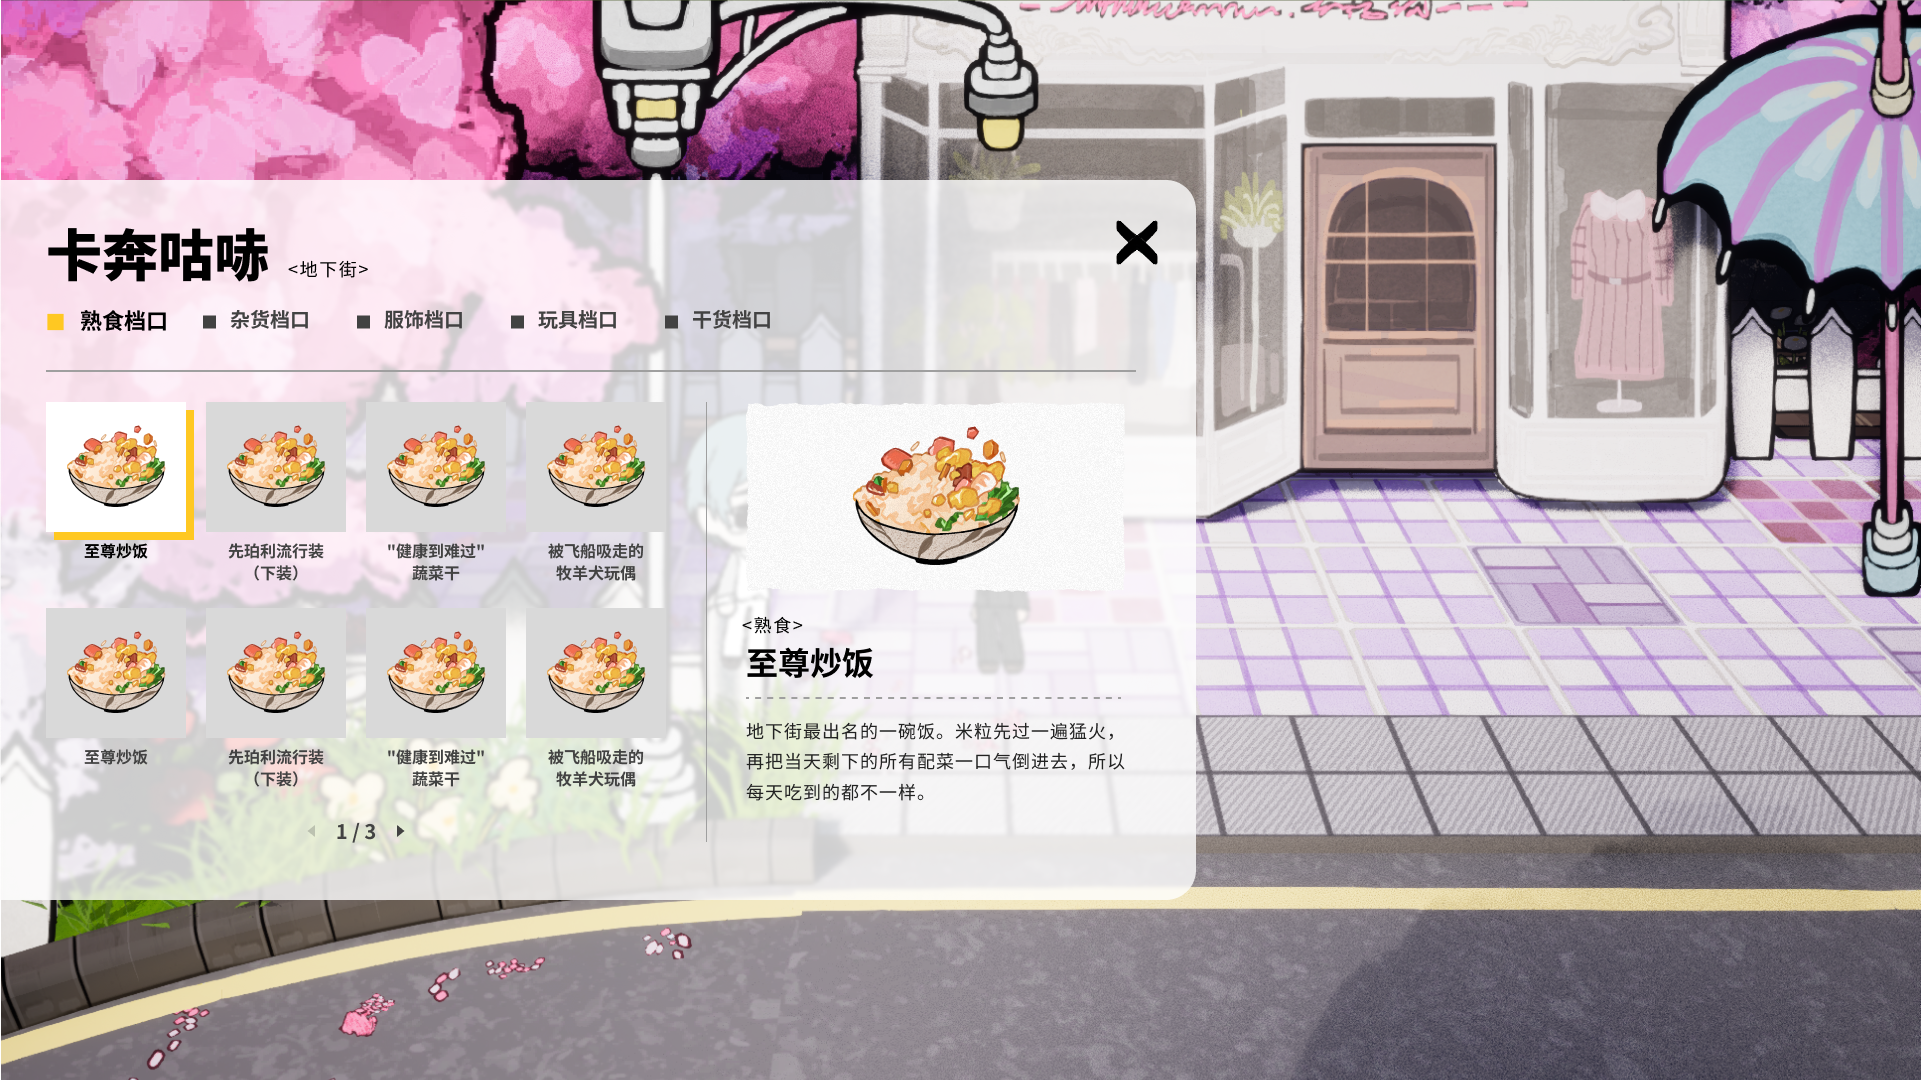 卡奔咕哧
<地下街>
熟食档口
杂货档口
服饰档口
玩具档口
干货档口
至尊炒饭
先珀利流行装
（下装）
"健康到难过"
蔬菜干
被飞船吸走的
牧羊犬玩偶
至尊炒饭
先珀利流行装
（下装）
"健康到难过"
蔬菜干
被飞船吸走的
牧羊犬玩偶
1 / 3
<熟食>
至尊炒饭
地下街最出名的一碗饭。米粒先过一遍猛火，
再把当天剩下的所有配菜一口气倒进去，所以
每天吃到的都不一样。